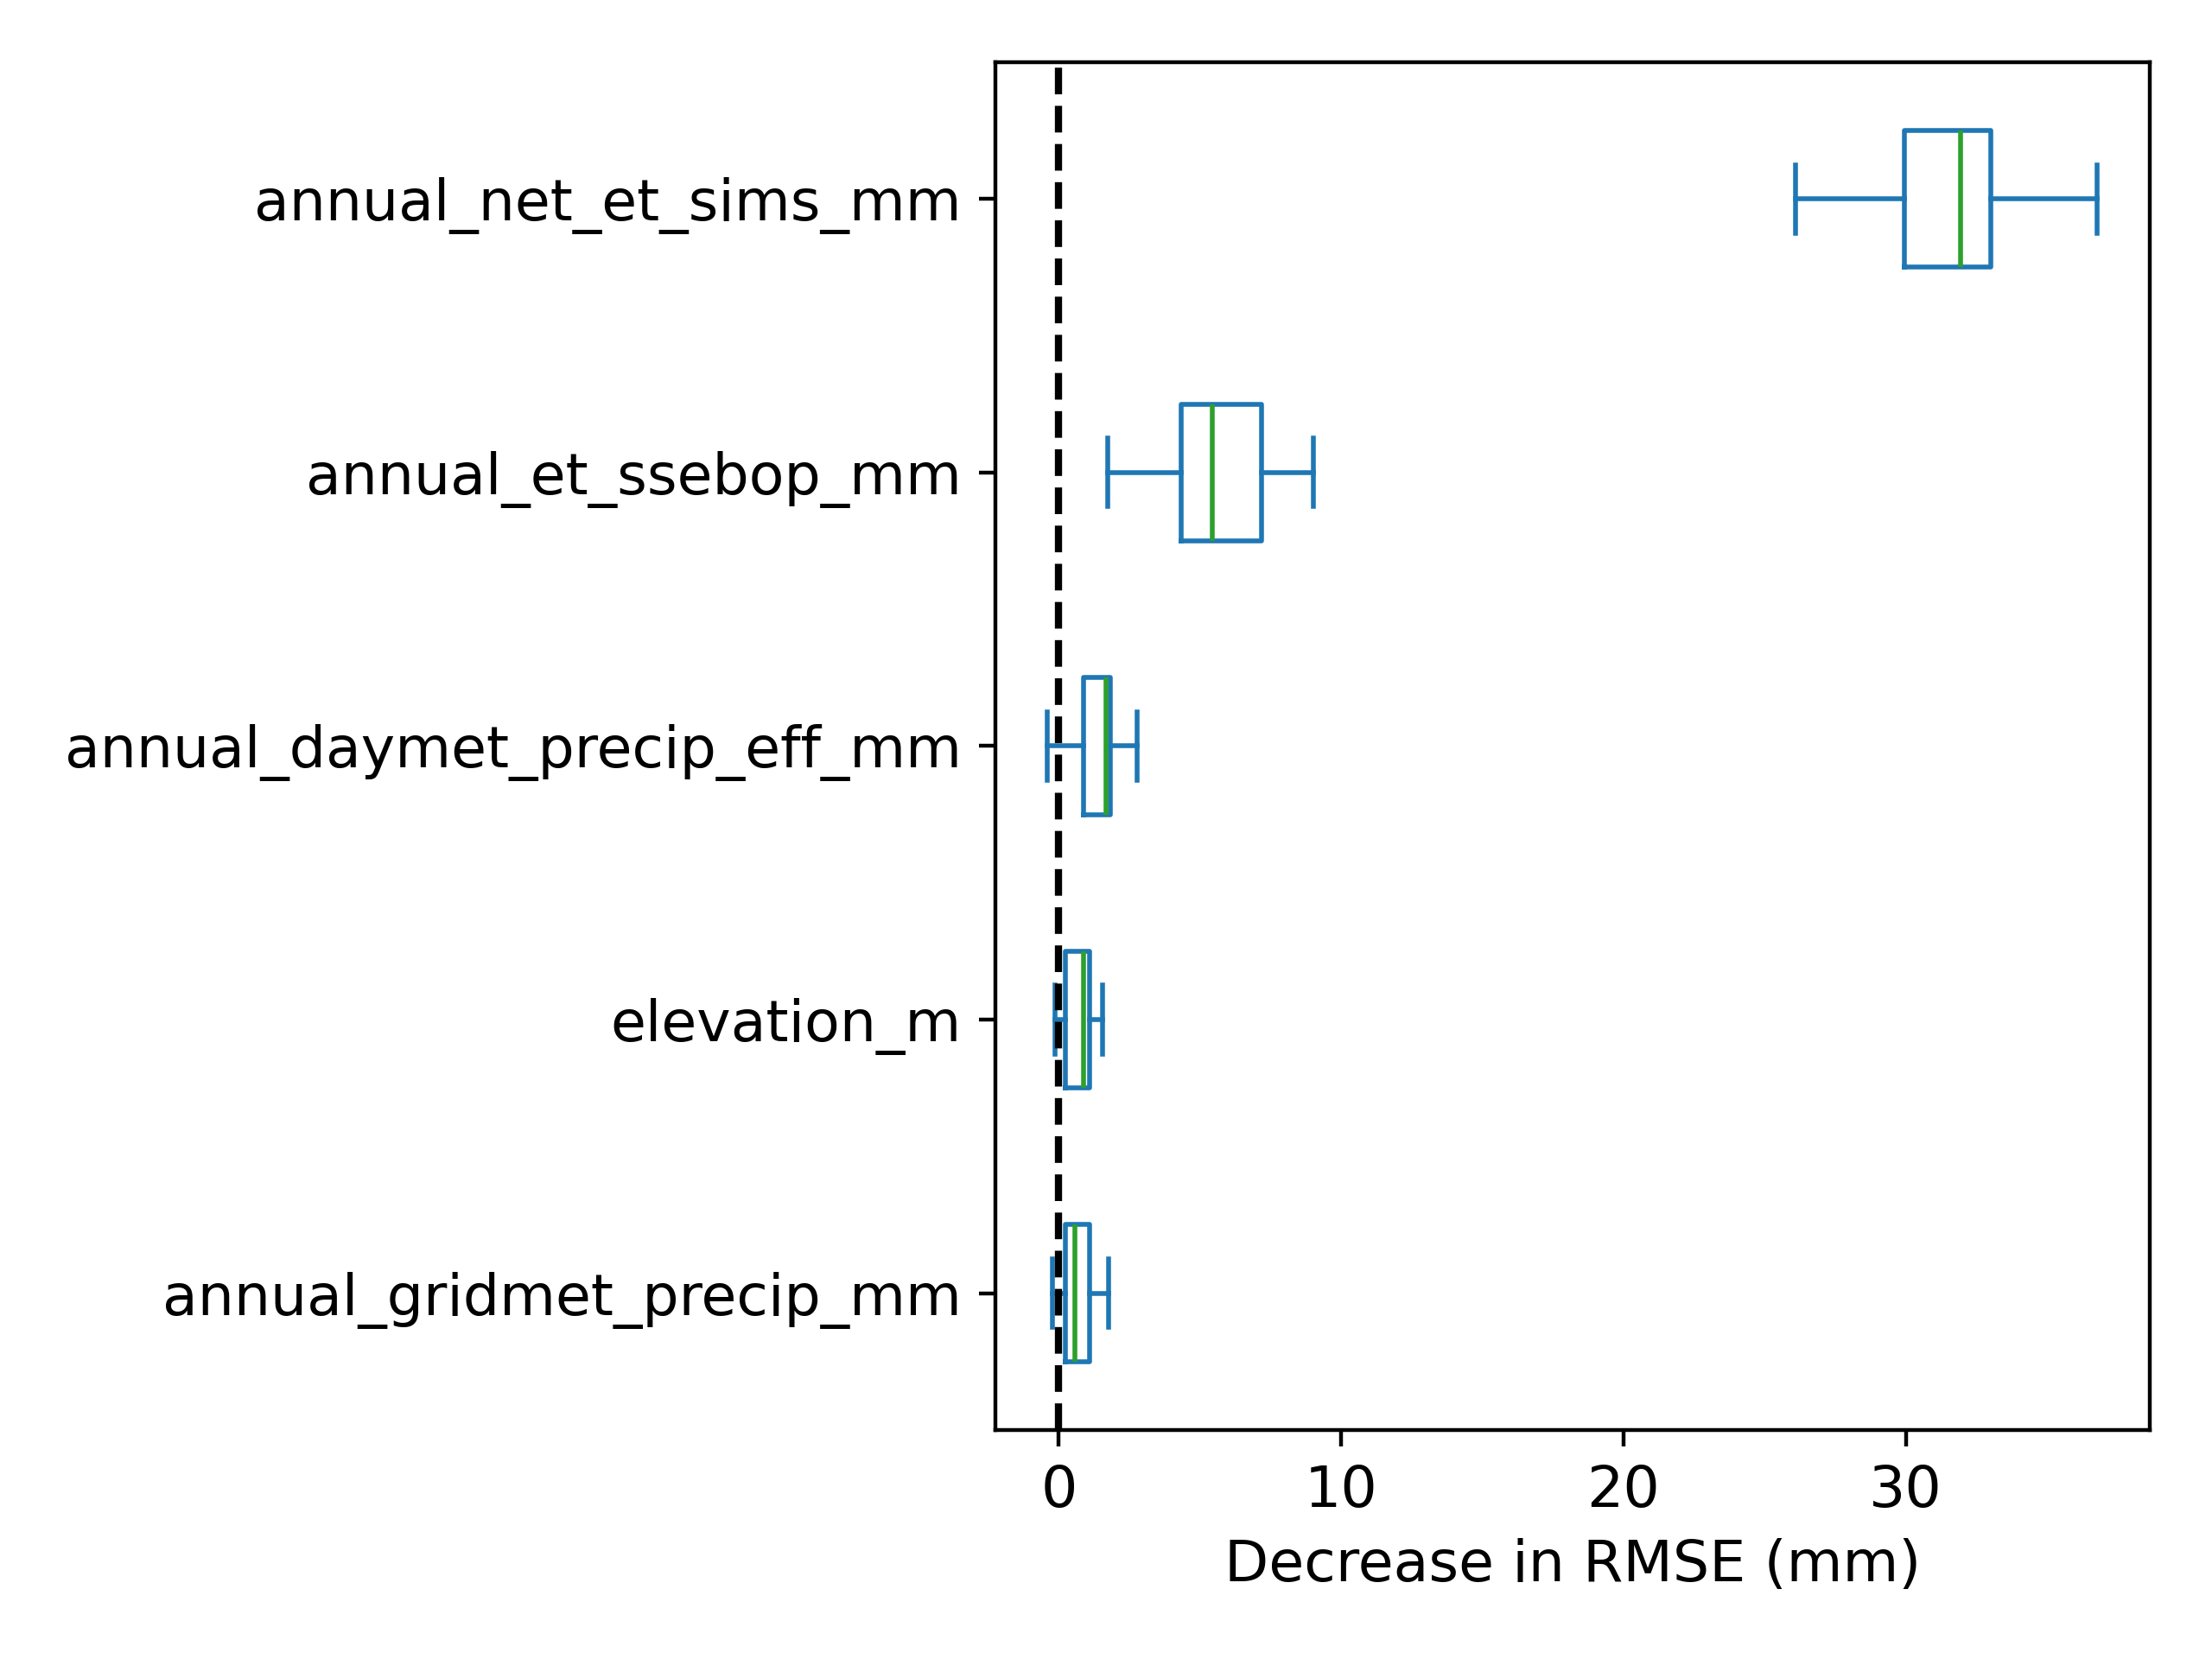 annual_net_et_sims_mm
annual_et_ssebop_mm
annual_daymet_precip_eff_mm
elevation_m
annual_gridmet_precip_mm
0 10 20 30
Decrease in RMSE (mm)